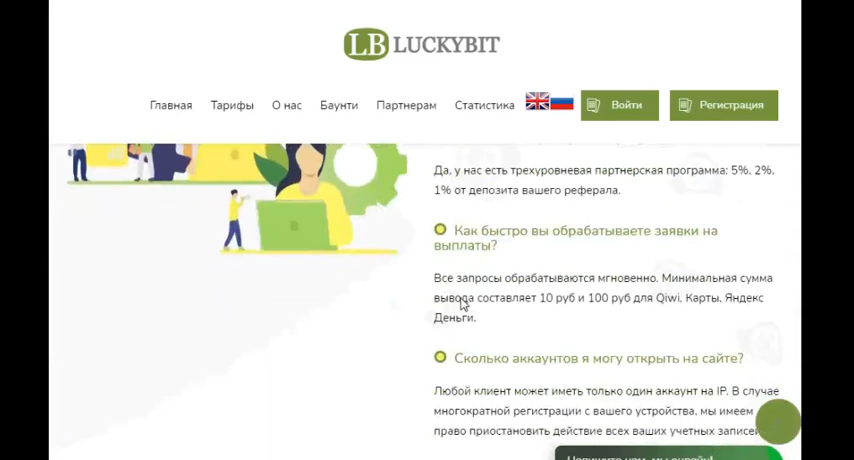 LB LUCKYBIT
Главная Тарифы О нас Баунти Партнерам Статистика Войти Регистрация
Да, у нас есть трехуровневая партнерская программа: 5%, 2%,
1% от депозита вашего реферала.
Как быстро вы обрабатываете заявки на
выплаты?
Все запросы обрабатываются мгновенно. Минимальная сумма
вывода составляет 10 руб и 100 руб для Qiwi, Карты, Яндекс
Деньги.
Сколько аккаунтов я могу открыть на сайте?
Любой клиент может иметь только один аккаунт на IP. В случае
многократной регистрации с вашего устройства, мы имеем
право приостановить действие всех ваших учетных записей.
Напишите нам, мы онлайн!